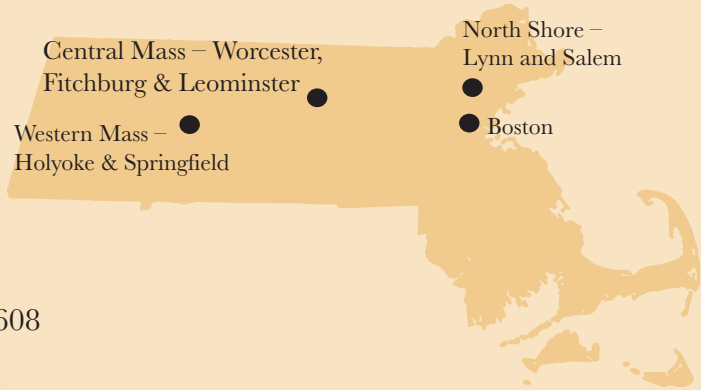 North Shore –
Lynn and Salem
Central Mass – Worcester,
Fitchburg & Leominster
Boston
Western Mass –
Holyoke & Springfield
608